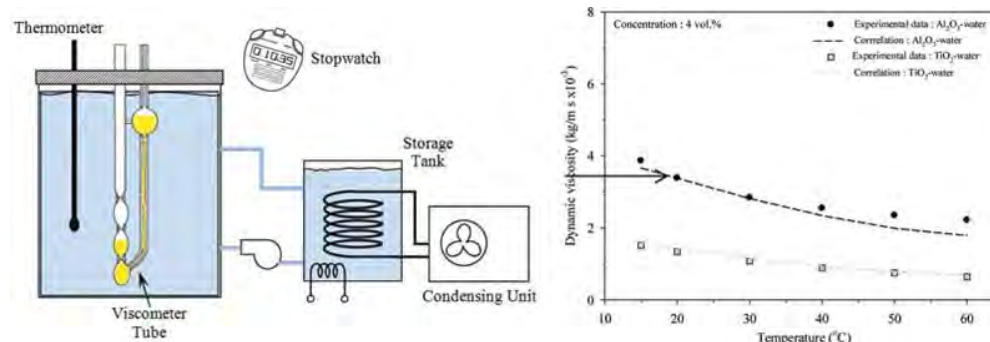 Thermometer
01035
Stopwatch
Storage
Tank
Condensing Unit
Viscometer
Tube
Concentration : 4 vol.%
Experimental data : Al₂O₃-water
Corrrelation : Al₂O₃-water
Experimental data : TiO₂-water
Correlation : TiO₂-water
Dynamic viscosity (kg/m s x10⁻³)
8
6
4
2
0
10
20
30
40
50
60
Temperature (°C)